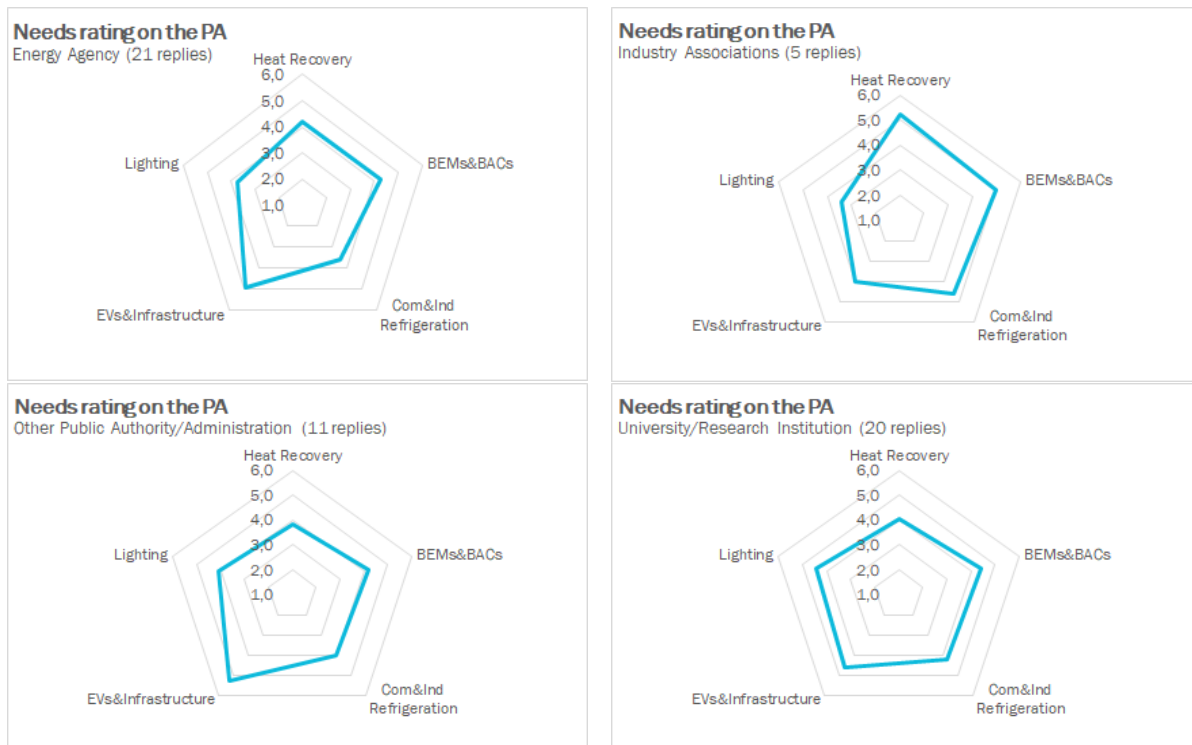 Needs rating on the PA
Energy Agency (21 replies)
Heat Recovery
6,0
5,0
4,0
3,0
2,0
1,0
Lighting
BEMs&BACs
EVs&Infrastructure
Com&Ind
Refrigeration
Needs rating on the PA
Industry Associations (5 replies)
Heat Recovery
6,0
5,0
4,0
3,0
2,0
1,0
Lighting
BEMs&BACs
EVs&Infrastructure
Com&Ind
Refrigeration
Needs rating on the PA
Other Public Authority/Administration (11 replies)
Heat Recovery
6,0
5,0
4,0
3,0
2,0
1,0
Lighting
BEMs&BACs
EVs&Infrastructure
Com&Ind
Refrigeration
Needs rating on the PA
University/Research Institution (20 replies)
Heat Recovery
6,0
5,0
4,0
3,0
2,0
1,0
Lighting
BEMs&BACs
EVs&Infrastructure
Com&Ind
Refrigeration